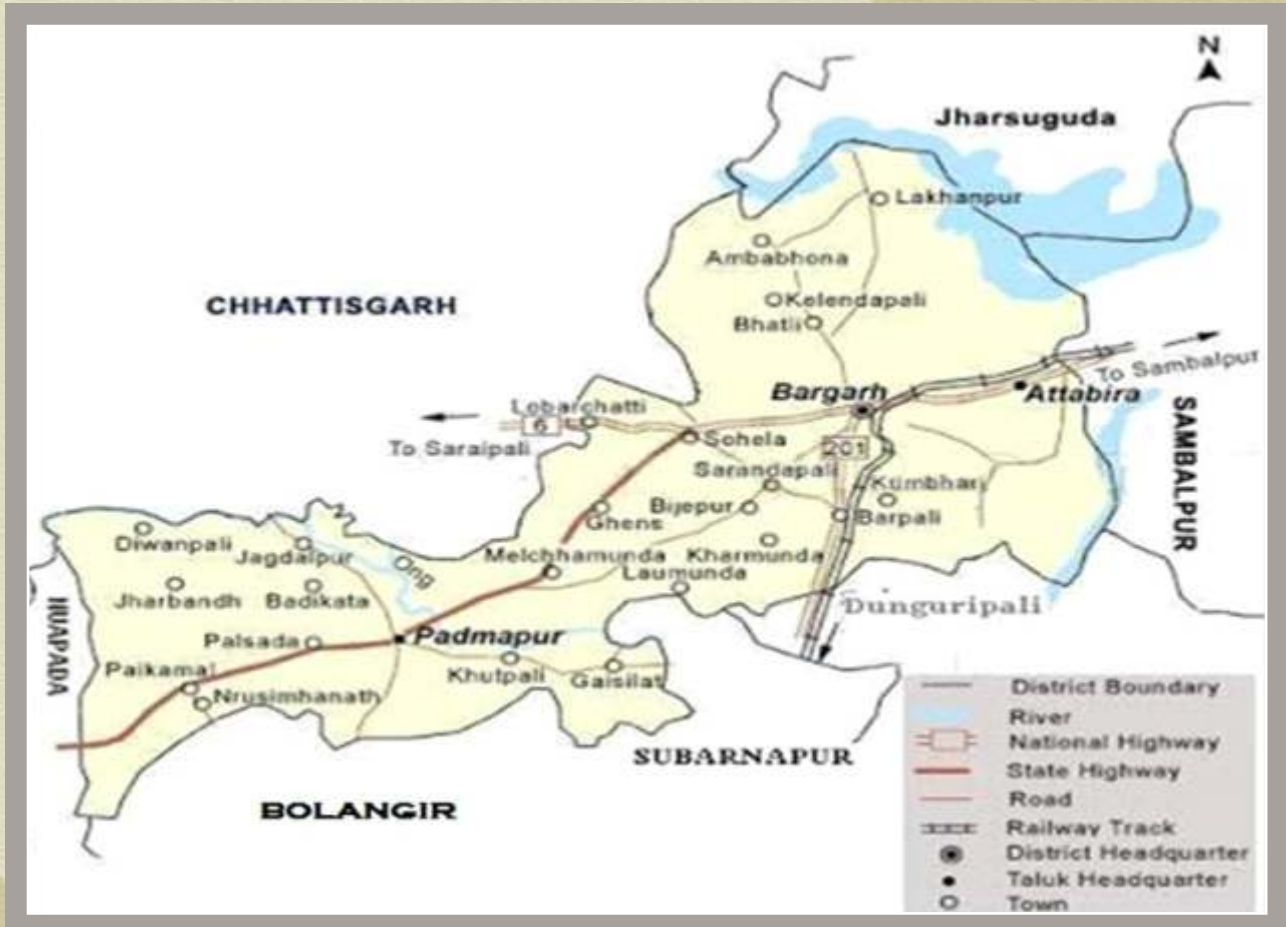 N
Jharsuguda
Lakhanpur
Ambabhona
CHHATTISGARH
Kelendapali
Bhatli
To Sambalpur
Bargarh
Attabira
Lobarchatti
6
To Saraipali
Sohela
201
SAMBALPUR
Sarandapali
Kumbhari
Bijepur
Barpali
Ghens
Diwanpali
Jagdalpur
Ong
Melchhamunda
Kharmunda
Laumunda
Jharbandh
Badikata
Dunguripali
Palsada
Padmapur
Paikamal
Khutpali
Gaisilat
Nrusimhanath
SUBARNAPUR
BOLANGIR
District Boundary
River
National Highway
State Highway
Road
Railway Track
District Headquarter
Taluk Headquarter
Town